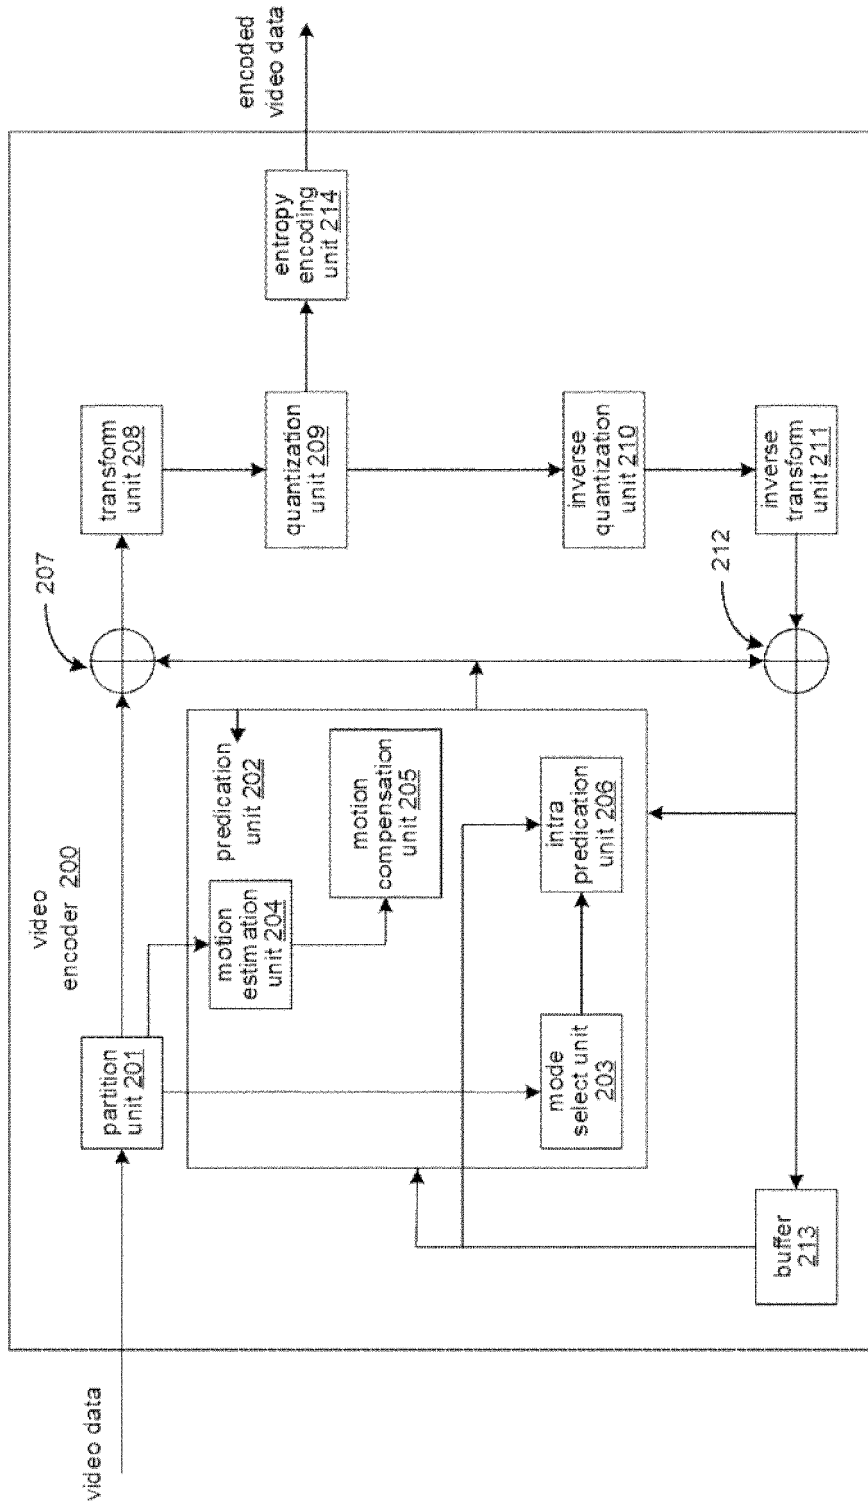 video data
video
encoder 200
partition
unit 201
207
transform
unit 208
encoded
video data
predication
unit 202
motion
estimation
unit 204
motion
compensation
unit 205
quantization
unit 209
entropy
encoding
unit 214
mode
select unit
203
intra
predication
unit 206
inverse
quantization
unit 210
buffer
213
212
inverse
transform
unit 211